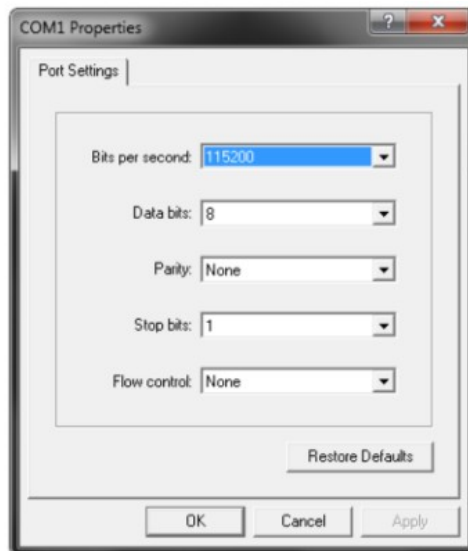 COM1 Properties
?
Port Settings
Bits per second: 115200
Data bits: 8
Parity: None
Stop bits: 1
Flow control: None
Restore Defaults
OK Cancel Apply